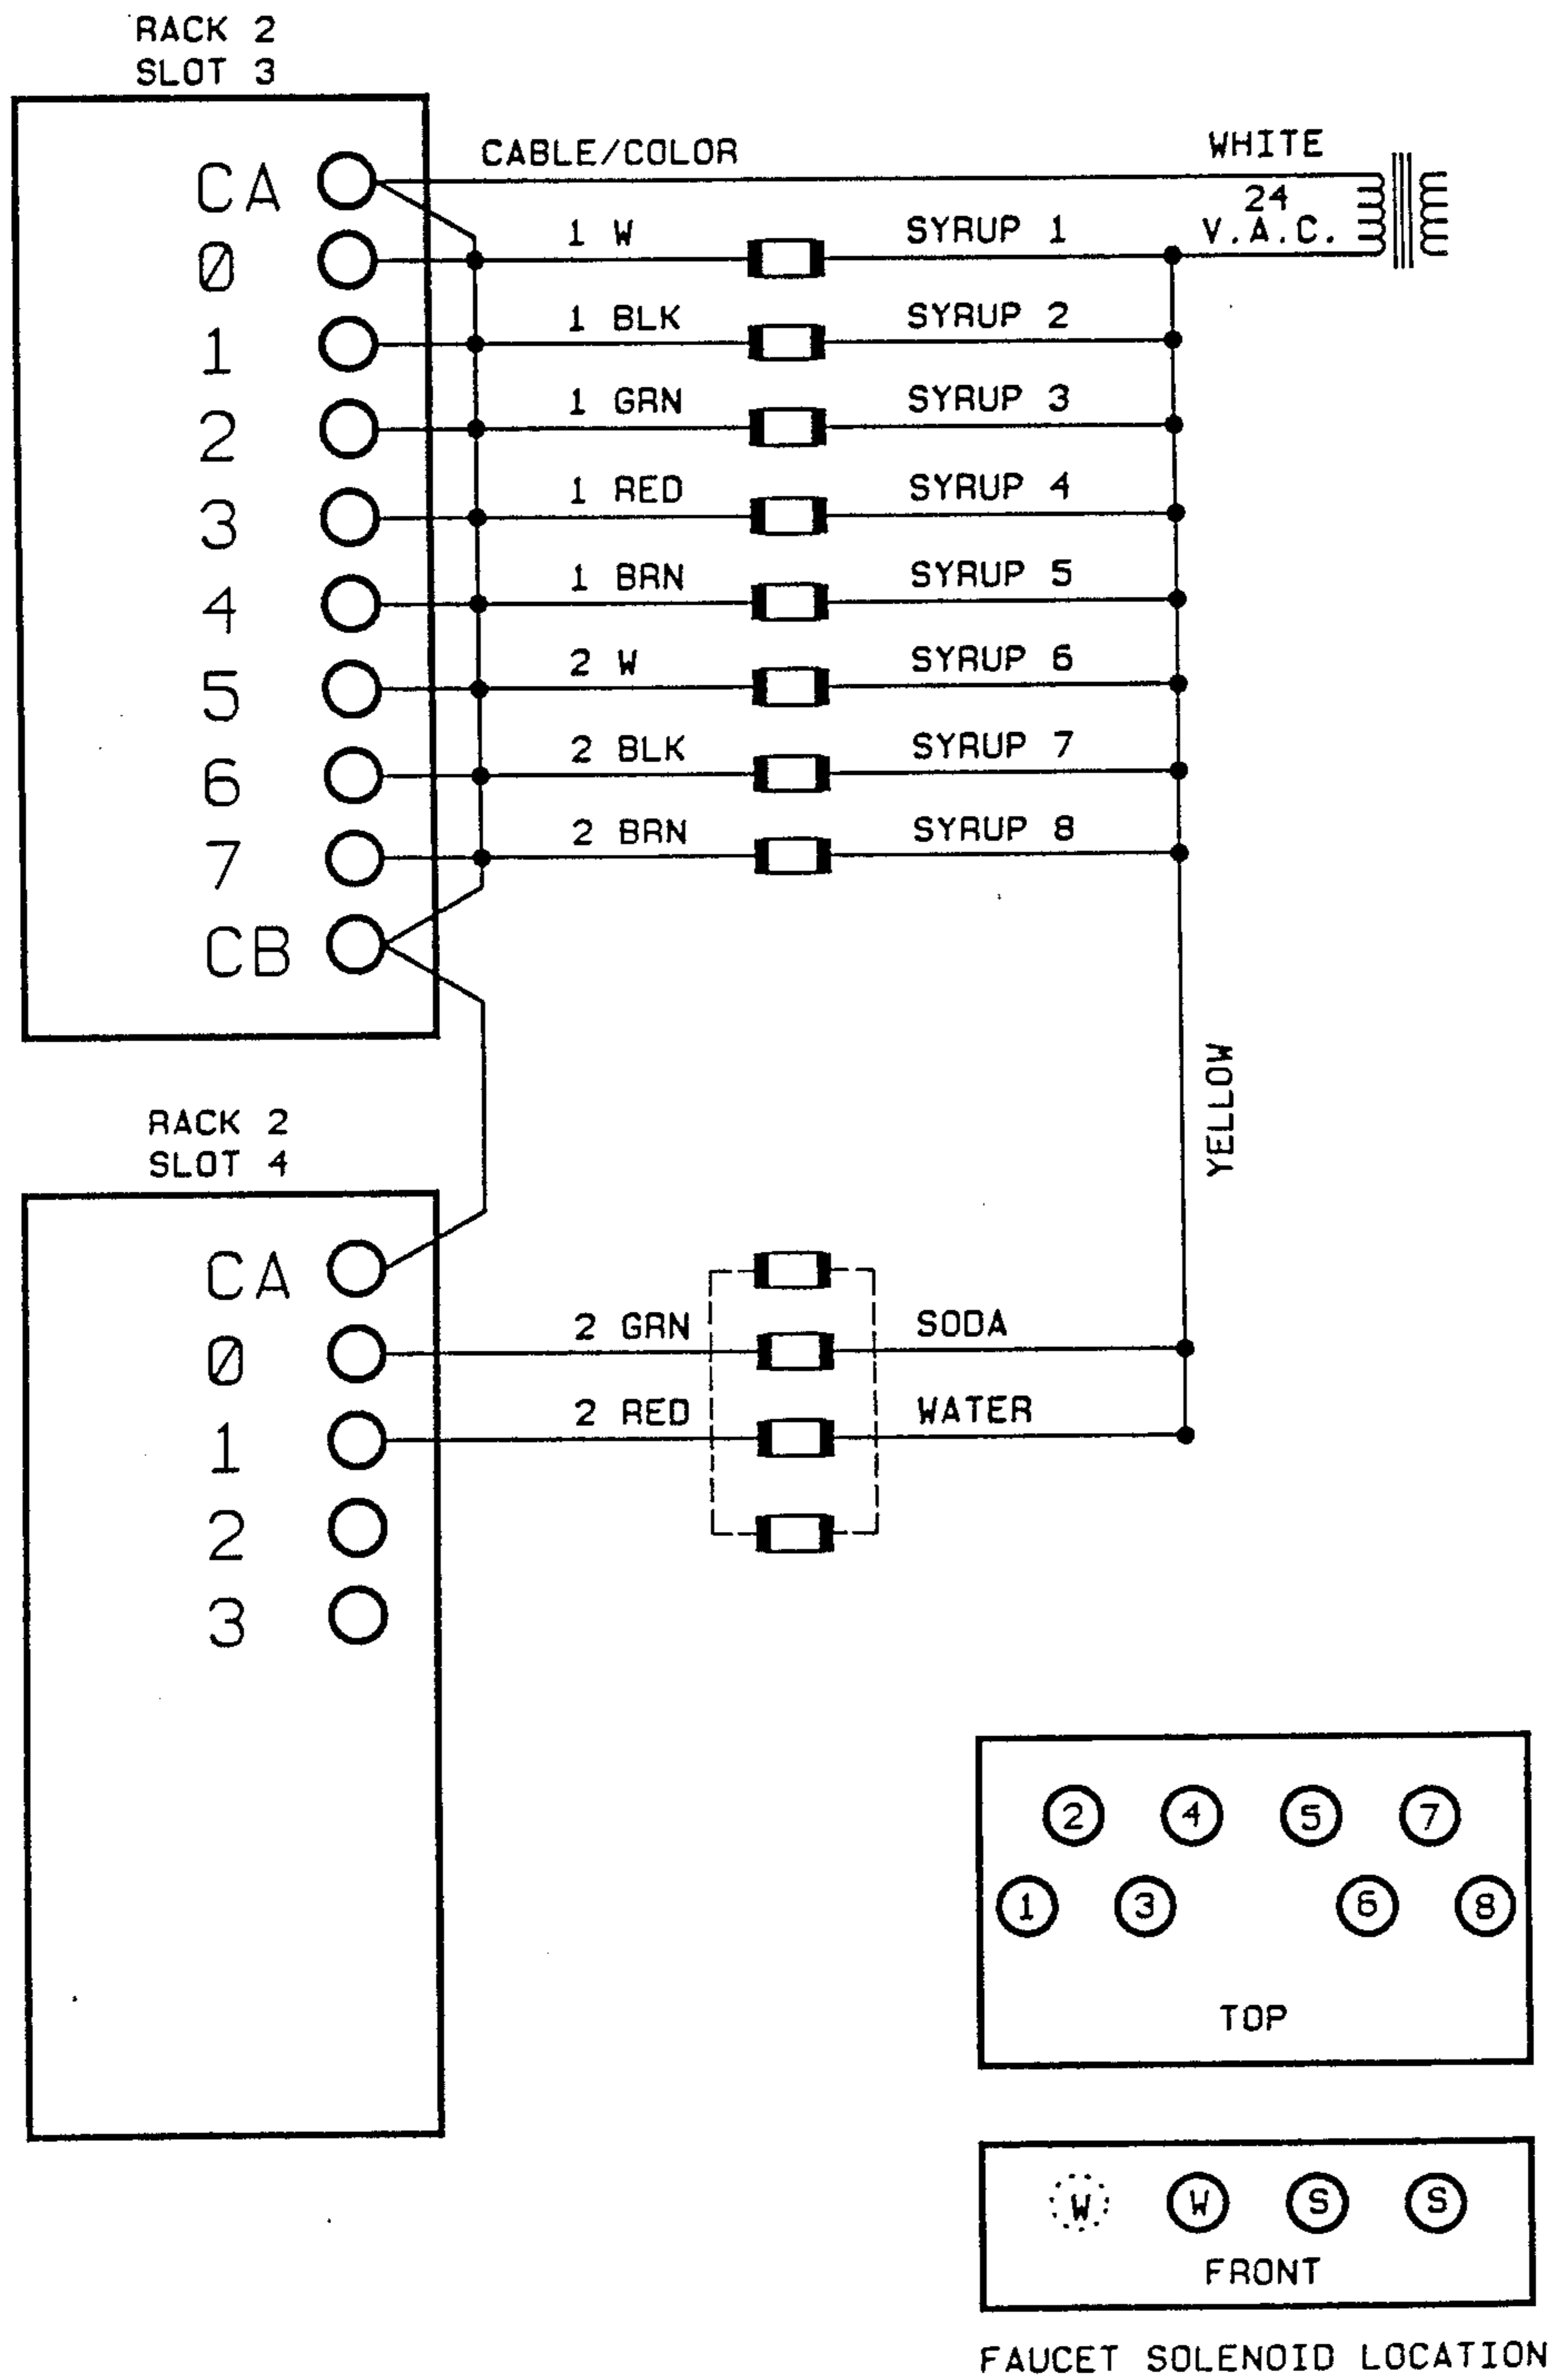 RACK 2
SLOT 3
CABLE/COLOR
WHITE
CA
24
V.A.C.
0
1 W
SYRUP 1
1
1 BLK
SYRUP 2
2
1 GRN
SYRUP 3
3
1 RED
SYRUP 4
4
1 BRN
SYRUP 5
5
2 W
SYRUP 6
6
2 BLK
SYRUP 7
7
2 BRN
SYRUP 8
CB
YELLOW
RACK 2
SLOT 4
CA
0
2 GRN
SODA
1
2 RED
WATER
2
3
2 4 5 7
1 3 6 8
TOP
W W S S
FRONT
FAUCET SOLENOID LOCATION